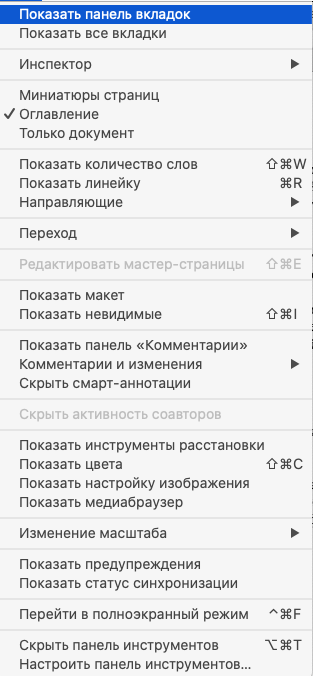 Показать панель вкладок
Показать все вкладки
Инспектор ▶
Миниатюры страниц
✓ Оглавление
Только документ
Показать количество слов ⇧⌘W
Показать линейку ⌘R
Направляющие ▶
Переход ▶
Редактировать мастер-страницы ⇧⌘E
Показать макет
Показать невидимые ⇧⌘I
Показать панель «Комментарии»
Комментарии и изменения ▶
Скрыть смарт-аннотации
Скрыть активность соавторов
Показать инструменты расстановки
Показать цвета ⇧⌘C
Показать настройку изображения
Показать медиабраузер
Изменение масштаба ▶
Показать предупреждения
Показать статус синхронизации
Перейти в полноэкранный режим ^⌘F
Скрыть панель инструментов ⌥⌘T
Настроить панель инструментов...